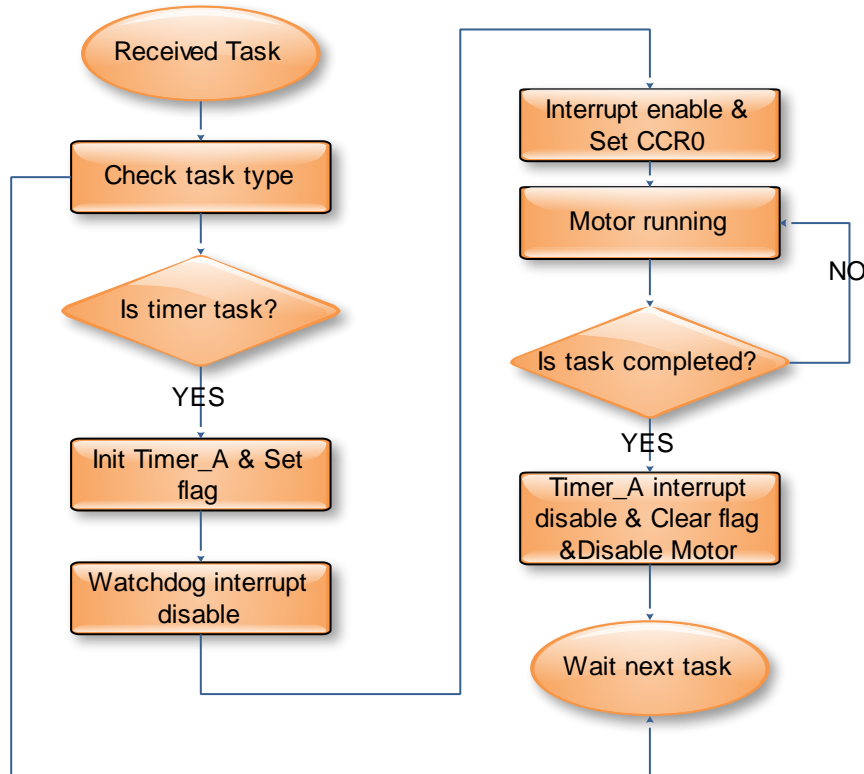 Received Task
Check task type
Is timer task?
YES
Init Timer_A & Set
flag
Watchdog interrupt
disable
Interrupt enable &
Set CCR0
Motor running
NO
Is task completed?
YES
Timer_A interrupt
disable & Clear flag
&Disable Motor
Wait next task